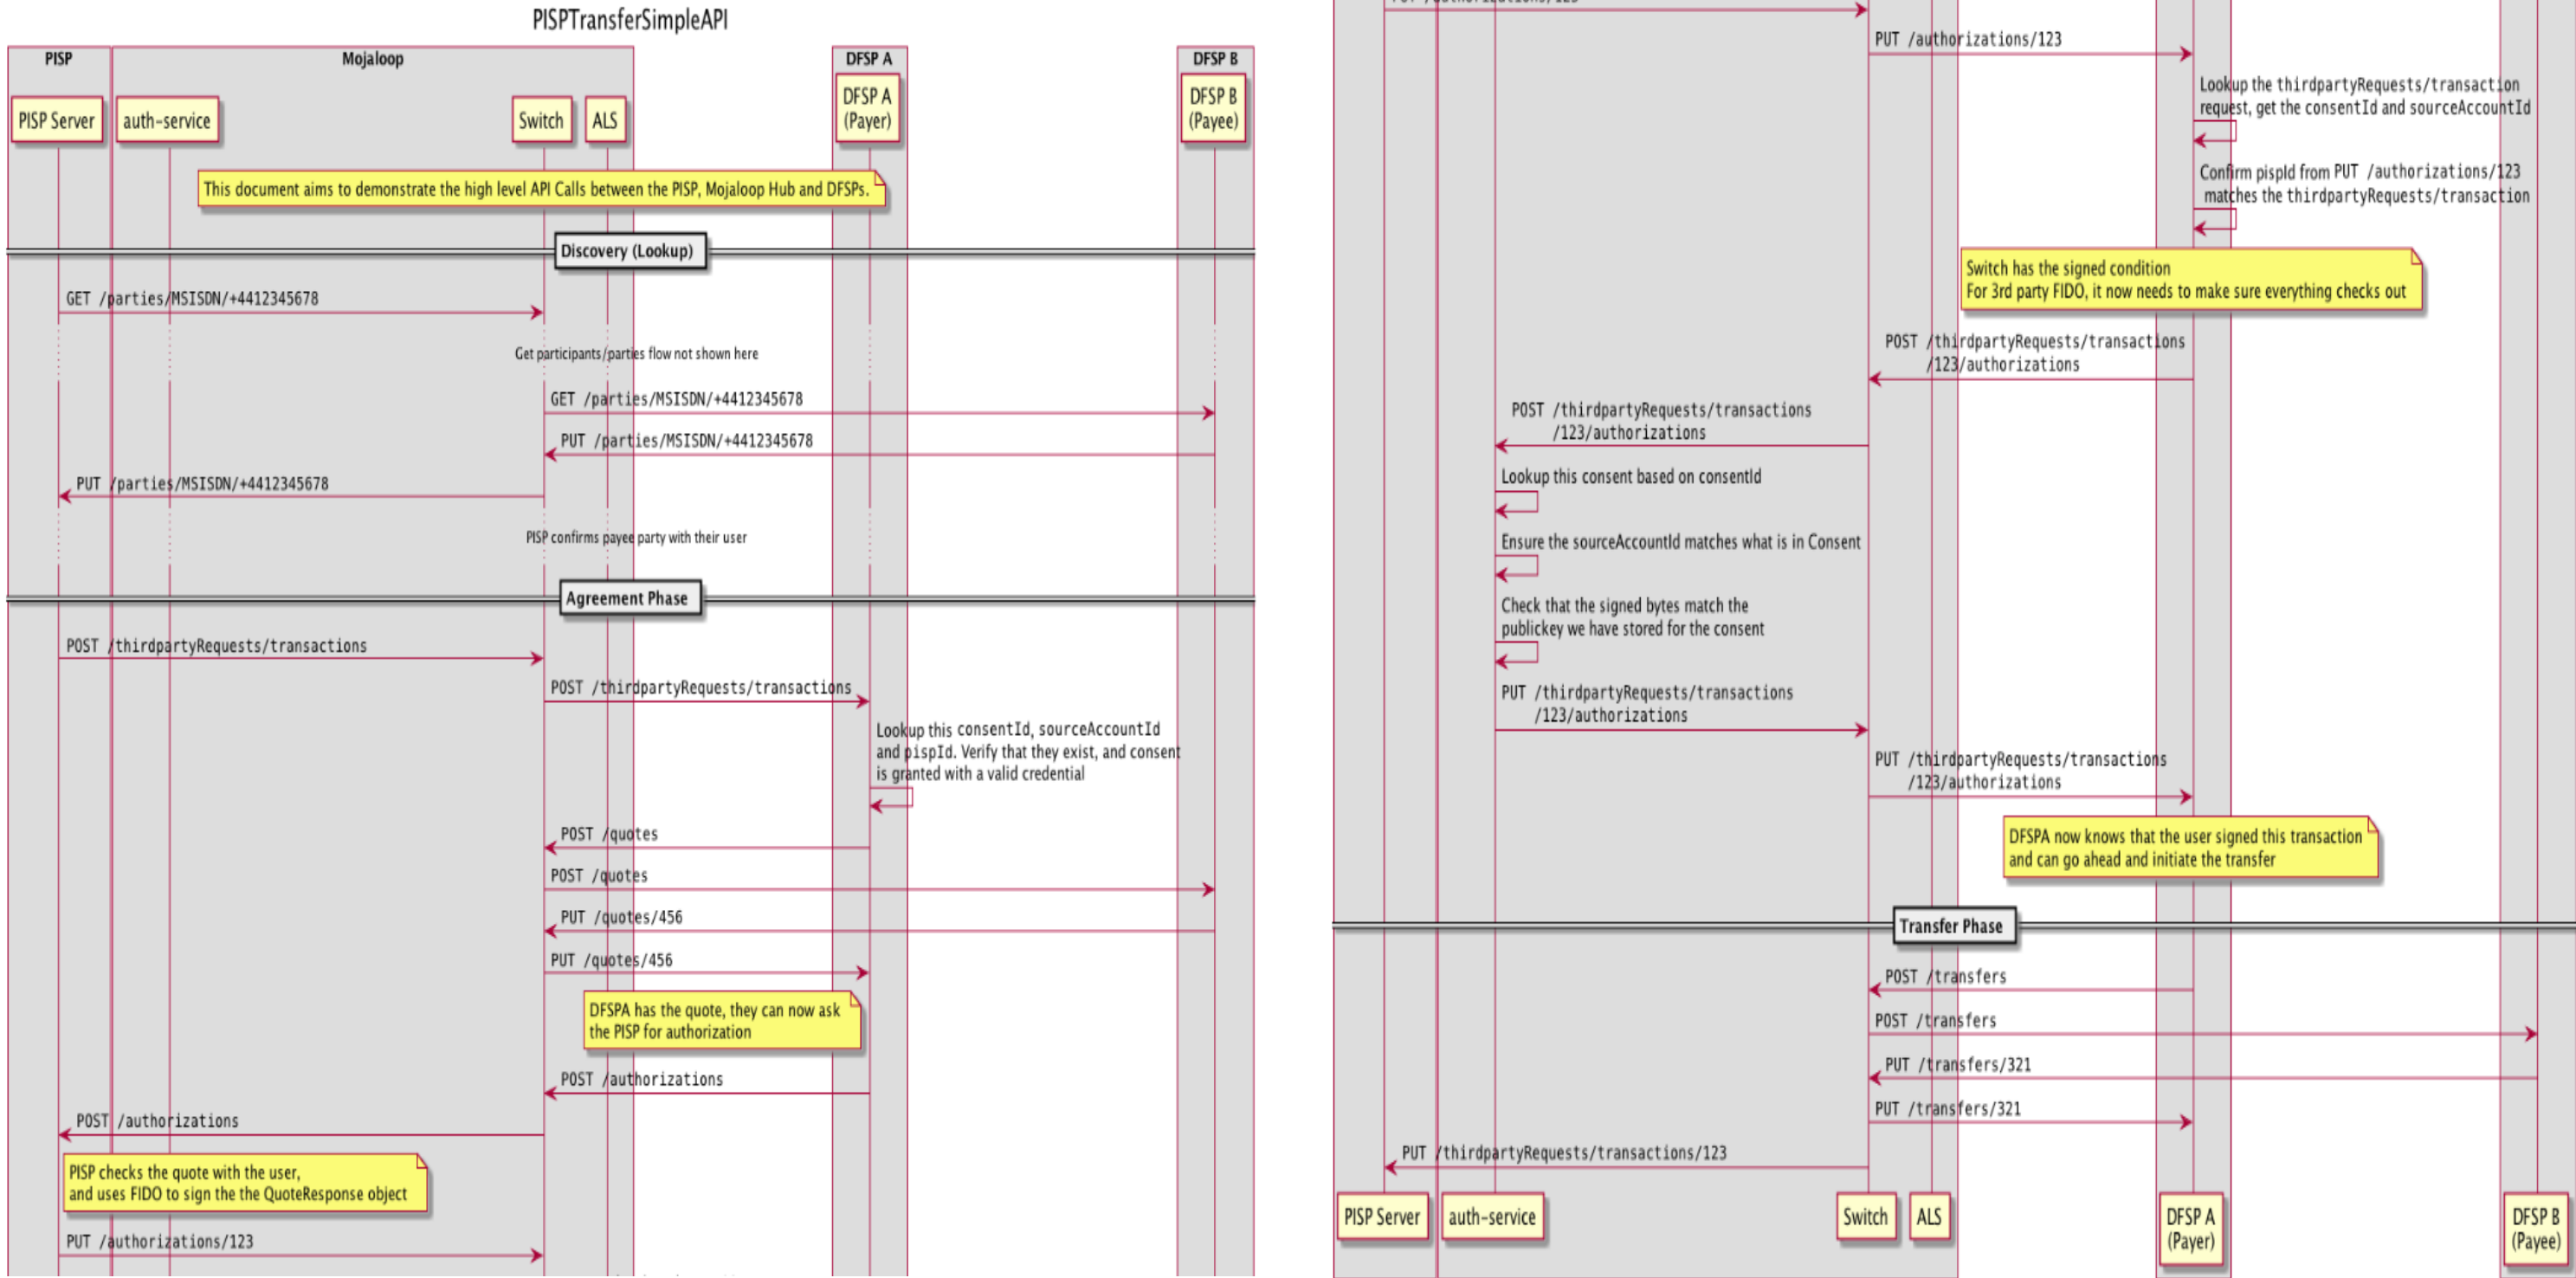 PISPTransferSimpleAPI
PISP
Mojaloop
DFSP A
DFSP B
PISP Server
auth-service
Switch
ALS
DFSP A
(Payer)
DFSP B
(Payee)
This document aims to demonstrate the high level API Calls between the PISP, Mojaloop Hub and DFSPs.
Discovery (Lookup)
GET /parties/MSISDN/+4412345678
Get participants/parties flow not shown here
GET /parties/MSISDN/+4412345678
PUT /parties/MSISDN/+4412345678
PUT /parties/MSISDN/+4412345678
PISP confirms payee party with their user
Agreement Phase
POST /thirdpartyRequests/transactions
POST /thirdpartyRequests/transactions
Lookup this consentId, sourceAccountId
and pispId. Verify that they exist, and consent
is granted with a valid credential
POST /quotes
POST /quotes
PUT /quotes/456
PUT /quotes/456
DFSPA has the quote, they can now ask
the PISP for authorization
POST /authorizations
POST /authorizations
PISP checks the quote with the user,
and uses FIDO to sign the the QuoteResponse object
PUT /authorizations/123
PUT /authorizations/123
Lookup the thirdpartyRequests/transaction
request, get the consentId and sourceAccountId
Confirm pispId from PUT /authorizations/123
matches the thirdpartyRequests/transaction
Switch has the signed condition
For 3rd party FIDO, it now needs to make sure everything checks out
POST /thirdpartyRequests/transactions
/123/authorizations
POST /thirdpartyRequests/transactions
/123/authorizations
Lookup this consent based on consentId
Ensure the sourceAccountId matches what is in Consent
Check that the signed bytes match the
publickey we have stored for the consent
PUT /thirdpartyRequests/transactions
/123/authorizations
PUT /thirdpartyRequests/transactions
/123/authorizations
DFSPA now knows that the user signed this transaction
and can go ahead and initiate the transfer
Transfer Phase
POST /transfers
POST /transfers
PUT /transfers/321
PUT /transfers/321
PUT /thirdpartyRequests/transactions/123
PISP Server
auth-service
Switch
ALS
DFSP A
(Payer)
DFSP B
(Payee)